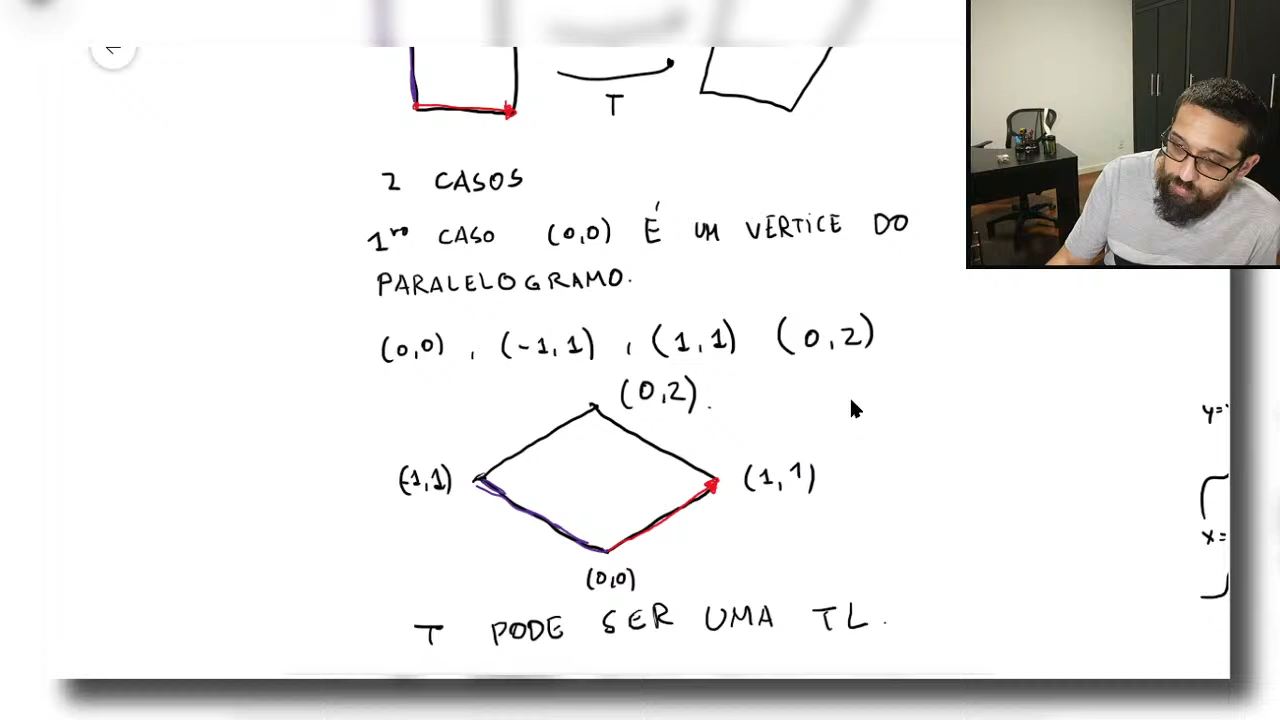 T
2 CASOS
1ro CASO (0,0) É UM VÉRTICE DO
PARALELOGRAMO.
(0,0) , (-1,1) , (1,1) (0,2)
(0,2).
(-1,1) (1,1)
(0,0)
T PODE SER UMA TL.
y=
x=